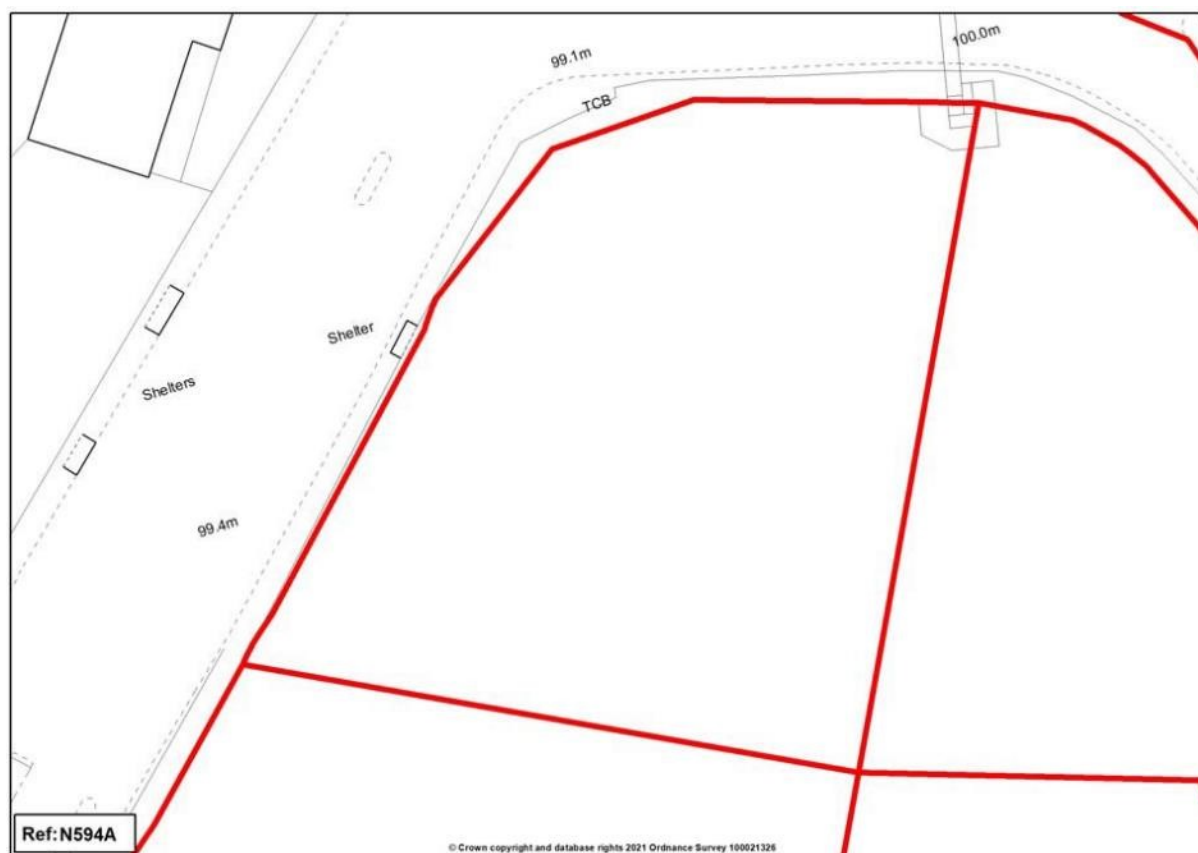 99.1m
100.0m
TCB
Shelter
Shelters
99.4m
Ref:N594A
© Crown copyright and database rights 2021 Ordnance Survey 100021326